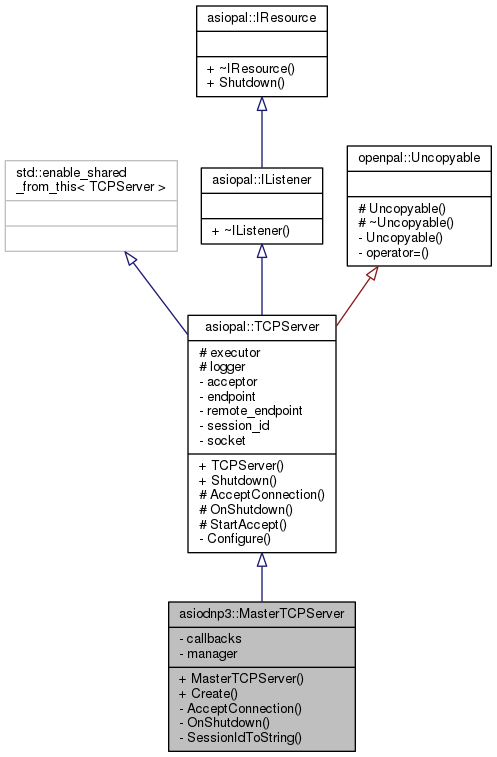 asiopal::IResource
+ ~IResource()
+ Shutdown()
std::enable_shared
_from_this< TCPServer >
asiopal::IListener
+ ~IListener()
openpal::Uncopyable
# Uncopyable()
# ~Uncopyable()
- Uncopyable()
- operator=()
asiopal::TCPServer
# executor
# logger
- acceptor
- endpoint
- remote_endpoint
- session_id
- socket
+ TCPServer()
+ Shutdown()
# AcceptConnection()
# OnShutdown()
# StartAccept()
- Configure()
asiodnp3::MasterTCPServer
- callbacks
- manager
+ MasterTCPServer()
+ Create()
- AcceptConnection()
- OnShutdown()
- SessionIdToString()